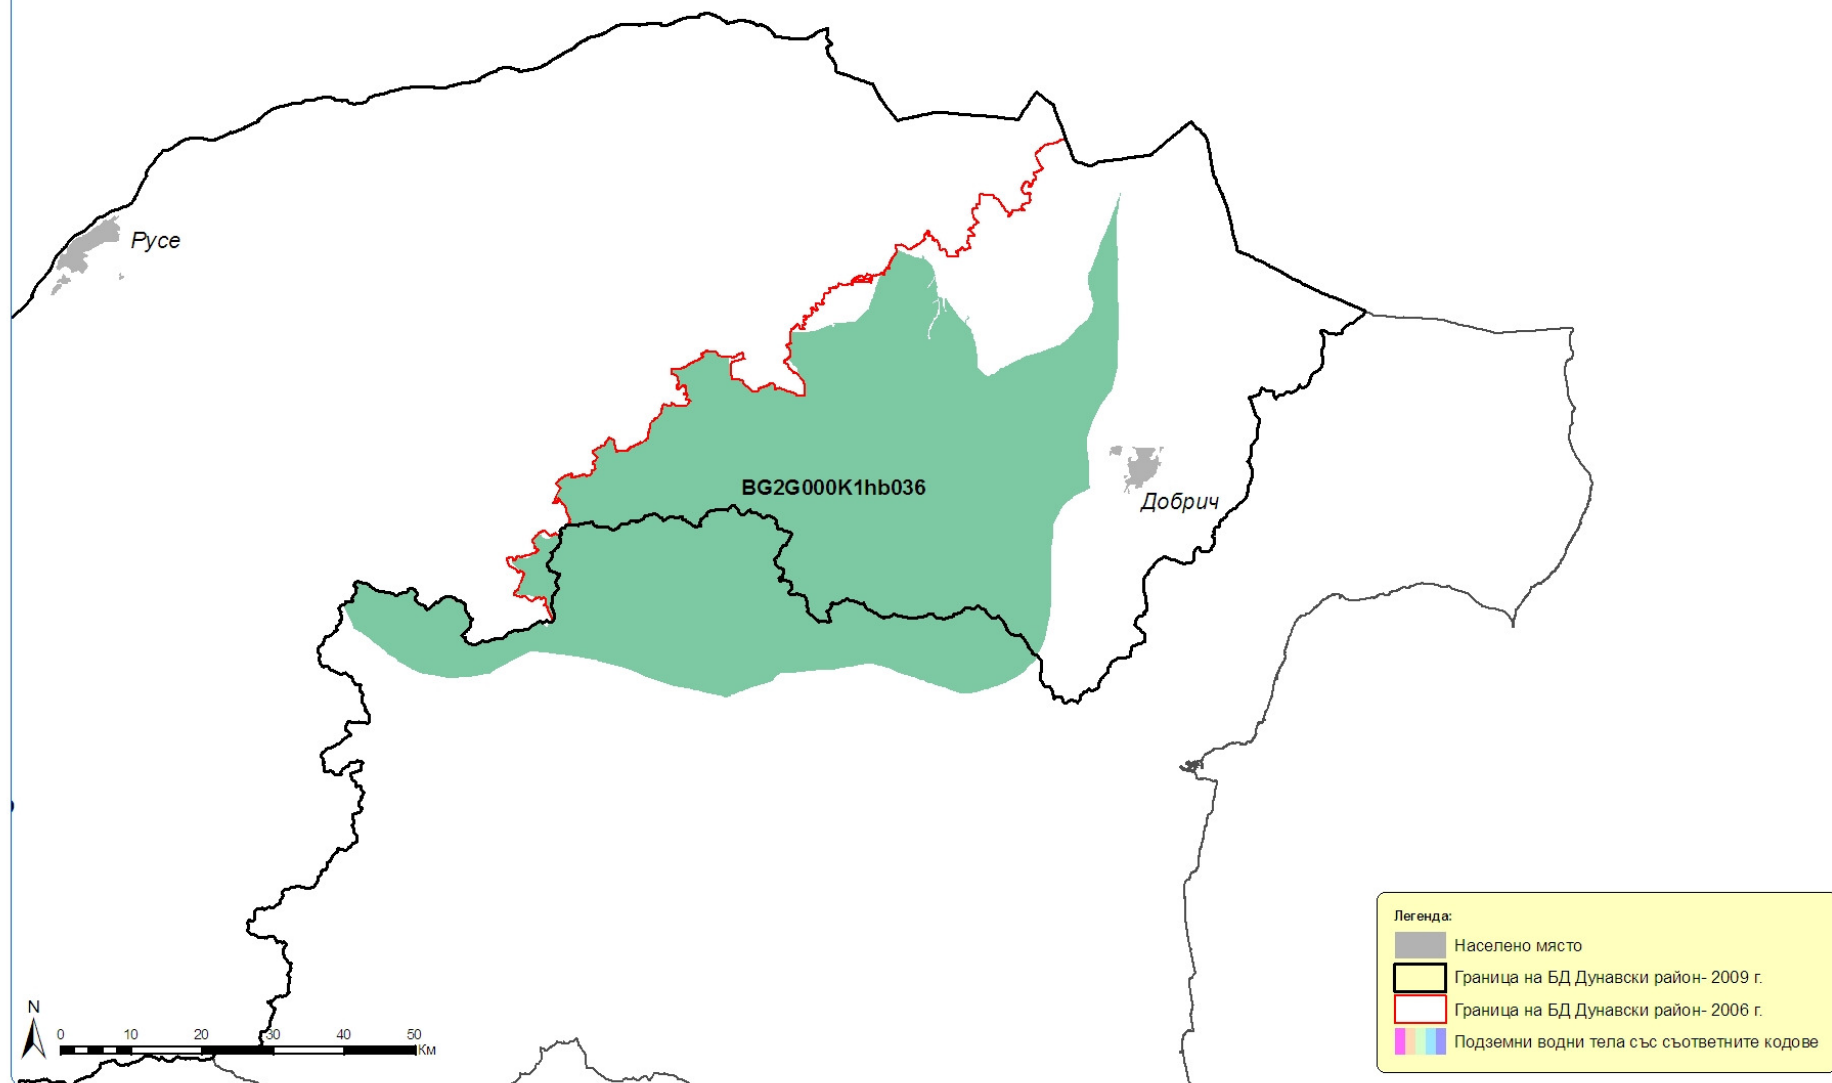 Русе
BG2G000K1hb036
Добрич
Легенда:
Населено място
Граница на БД Дунавски район- 2009 г.
Граница на БД Дунавски район- 2006 г.
Подземни водни тела със съответните кодове
N
0 10 20 30 40 50
Км